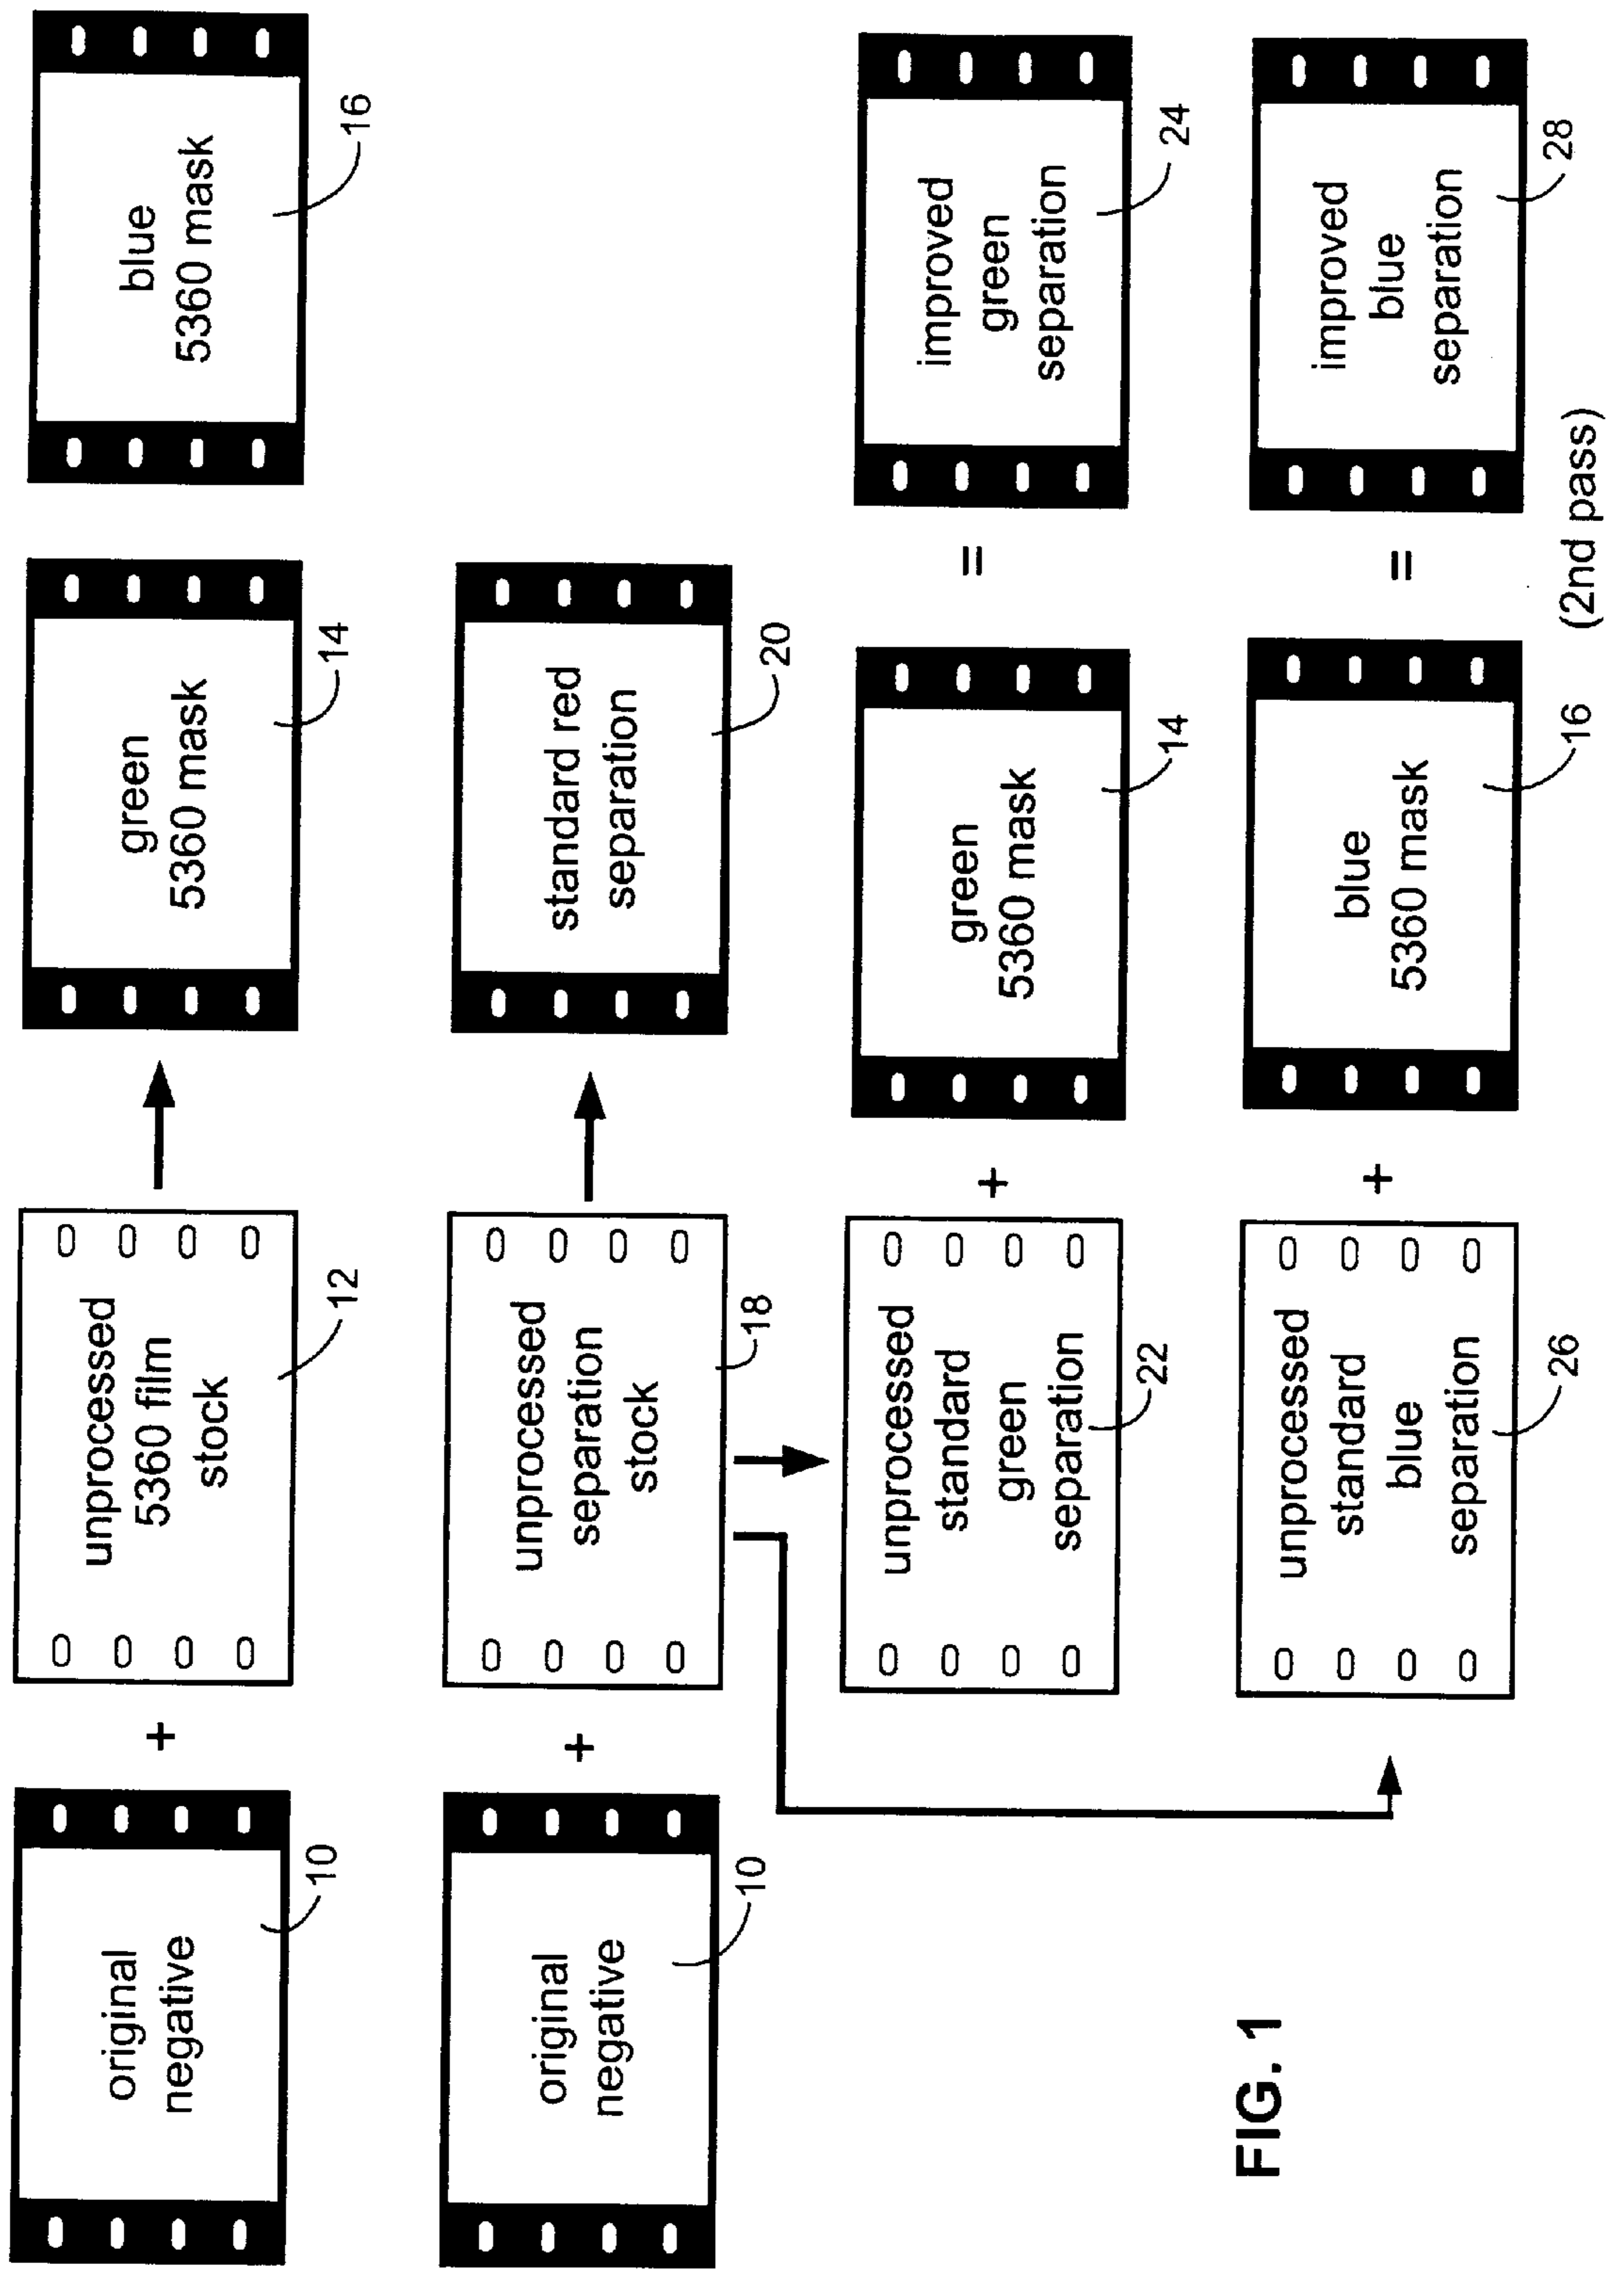 original
negative
10
+
unprocessed
5360 film
stock
12
green
5360 mask
14
blue
5360 mask
16
original
negative
10
+
unprocessed
separation
stock
18
standard red
separation
20
unprocessed
standard
green
separation
22
+
green
5360 mask
14
=
improved
green
separation
24
unprocessed
standard
blue
separation
26
+
blue
5360 mask
16
=
improved
blue
separation
28
(2nd pass)
FIG. 1